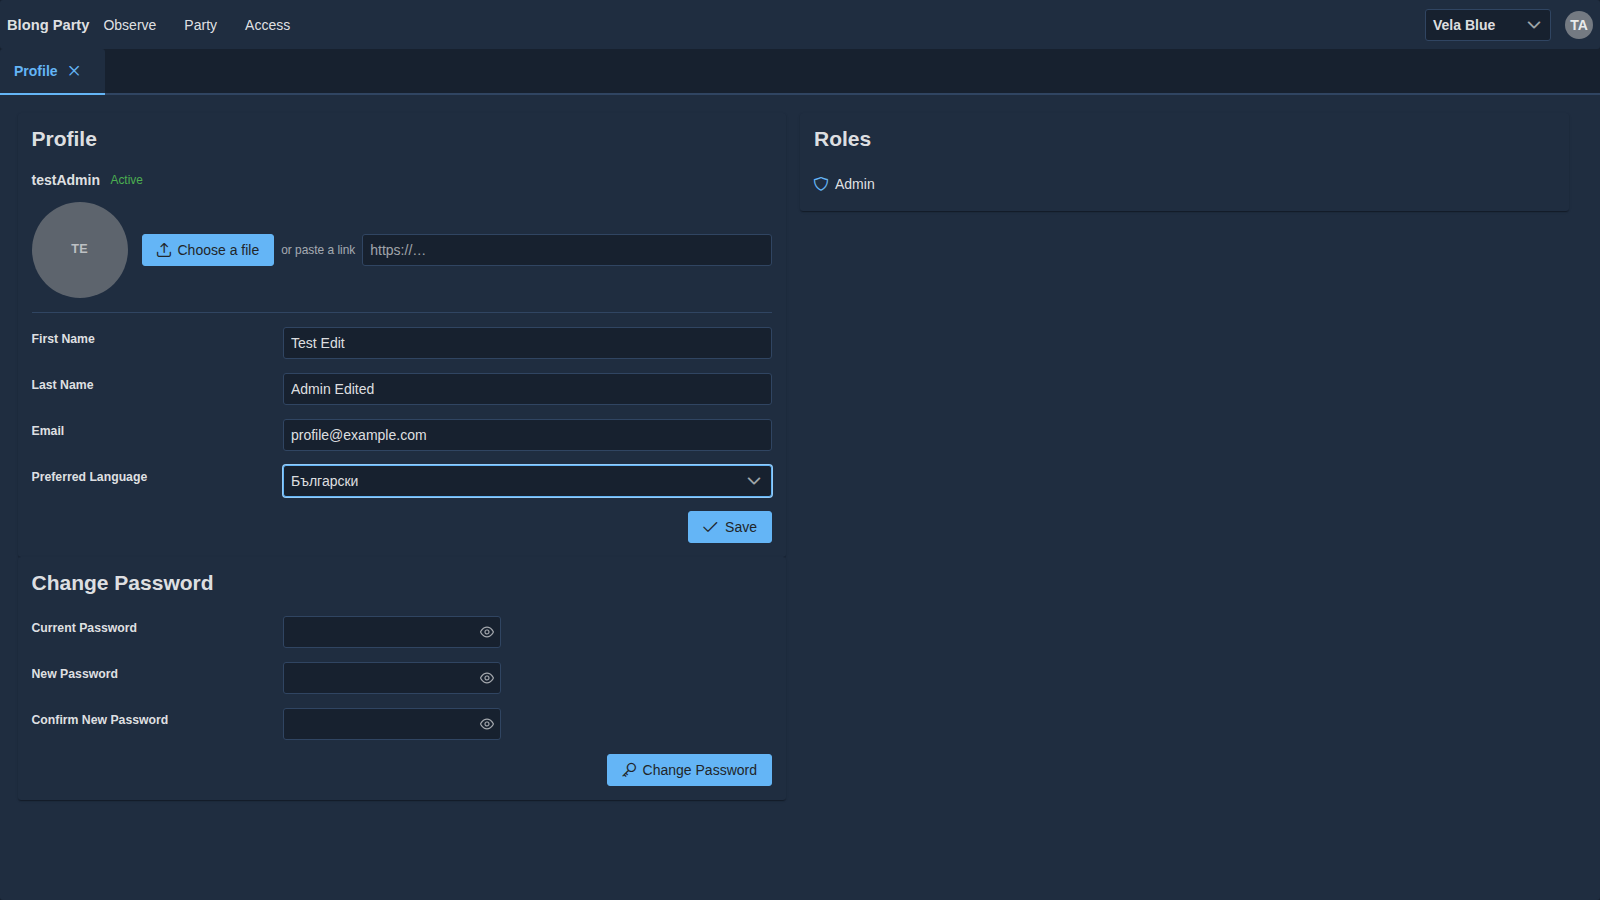 Blong Party Observe Party Access Vela Blue TA
Profile
Profile
testAdmin Active
TE Choose a file or paste a link https://...
First Name Test Edit
Last Name Admin Edited
Email profile@example.com
Preferred Language Български
Save
Change Password
Current Password
New Password
Confirm New Password
Change Password
Roles
Admin